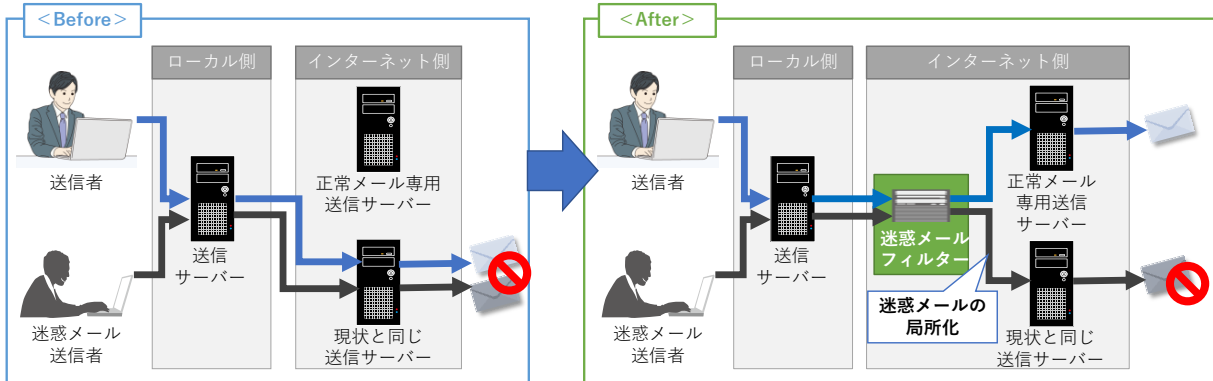 ＜Before＞
ローカル側
インターネット側
送信者
正常メール専用
送信サーバー
送信
サーバー
迷惑メール
送信者
現状と同じ
送信サーバー
＜After＞
ローカル側
インターネット側
送信者
正常メール
専用送信
サーバー
送信
サーバー
迷惑メール
フィルター
迷惑メールの
局所化
迷惑メール
送信者
現状と同じ
送信サーバー